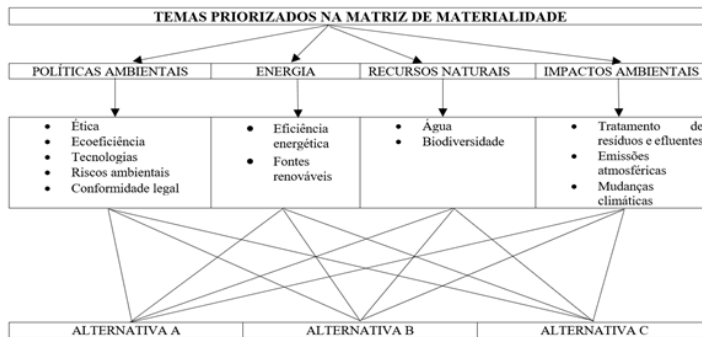 TEMAS PRIORIZADOS NA MATRIZ DE MATERIALIDADE
POLÍTICAS AMBIENTAIS
ENERGIA
RECURSOS NATURAIS
IMPACTOS AMBIENTAIS
• Ética
• Ecoeficiência
• Tecnologias
• Riscos ambientais
• Conformidade legal
• Eficiência
energética
• Fontes
renováveis
• Água
• Biodiversidade
• Tratamento de
resíduos e efluentes
• Emissões
atmosféricas
• Mudanças
climáticas
ALTERNATIVA A
ALTERNATIVA B
ALTERNATIVA C